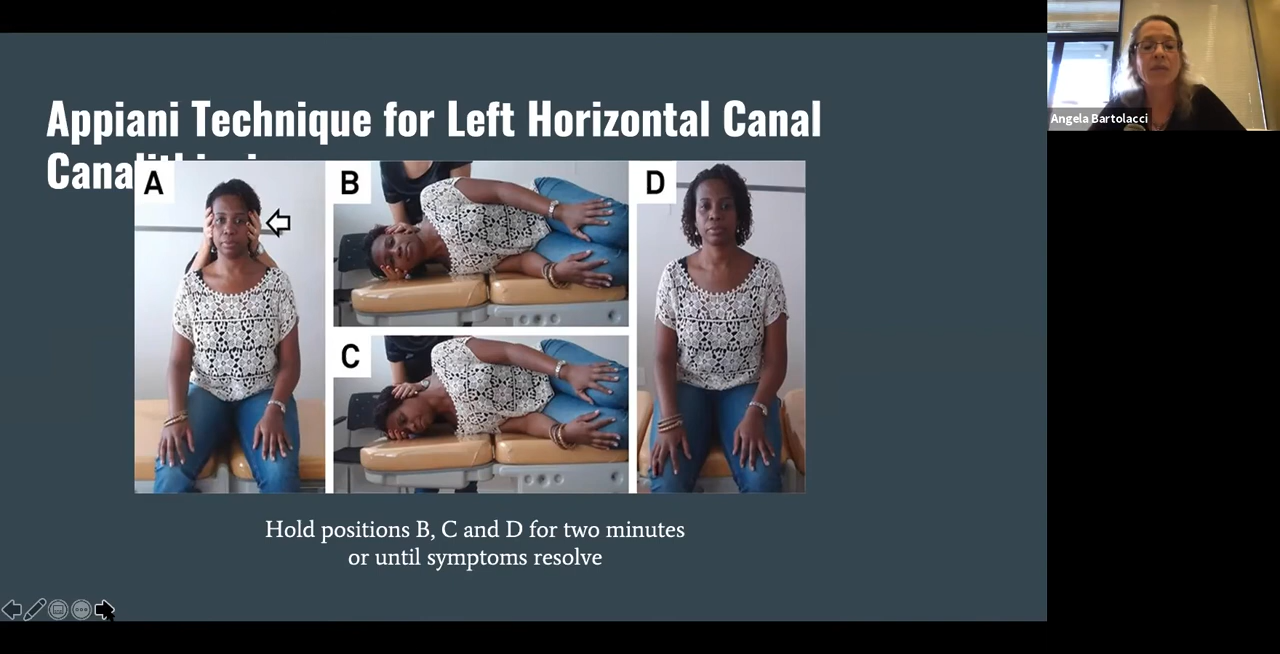 Appiani Technique for Left Horizontal Canal
A
B
D
C
Hold positions B, C and D for two minutes
or until symptoms resolve
Angela Bartolacci